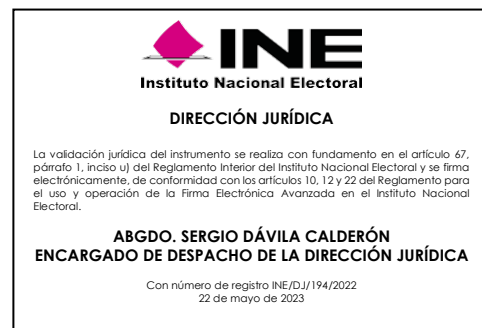 INE
Instituto Nacional Electoral
DIRECCIÓN JURÍDICA
La validación jurídica del instrumento se realiza con fundamento en el artículo 67,
párrafo 1, inciso u) del Reglamento Interior del Instituto Nacional Electoral y se firma
electrónicamente, de conformidad con los artículos 10, 12 y 22 del Reglamento para
el uso y operación de la Firma Electrónica Avanzada en el Instituto Nacional
Electoral.
ABGDO. SERGIO DÁVILA CALDERÓN
ENCARGADO DE DESPACHO DE LA DIRECCIÓN JURÍDICA
Con número de registro INE/DJ/194/2022
22 de mayo de 2023